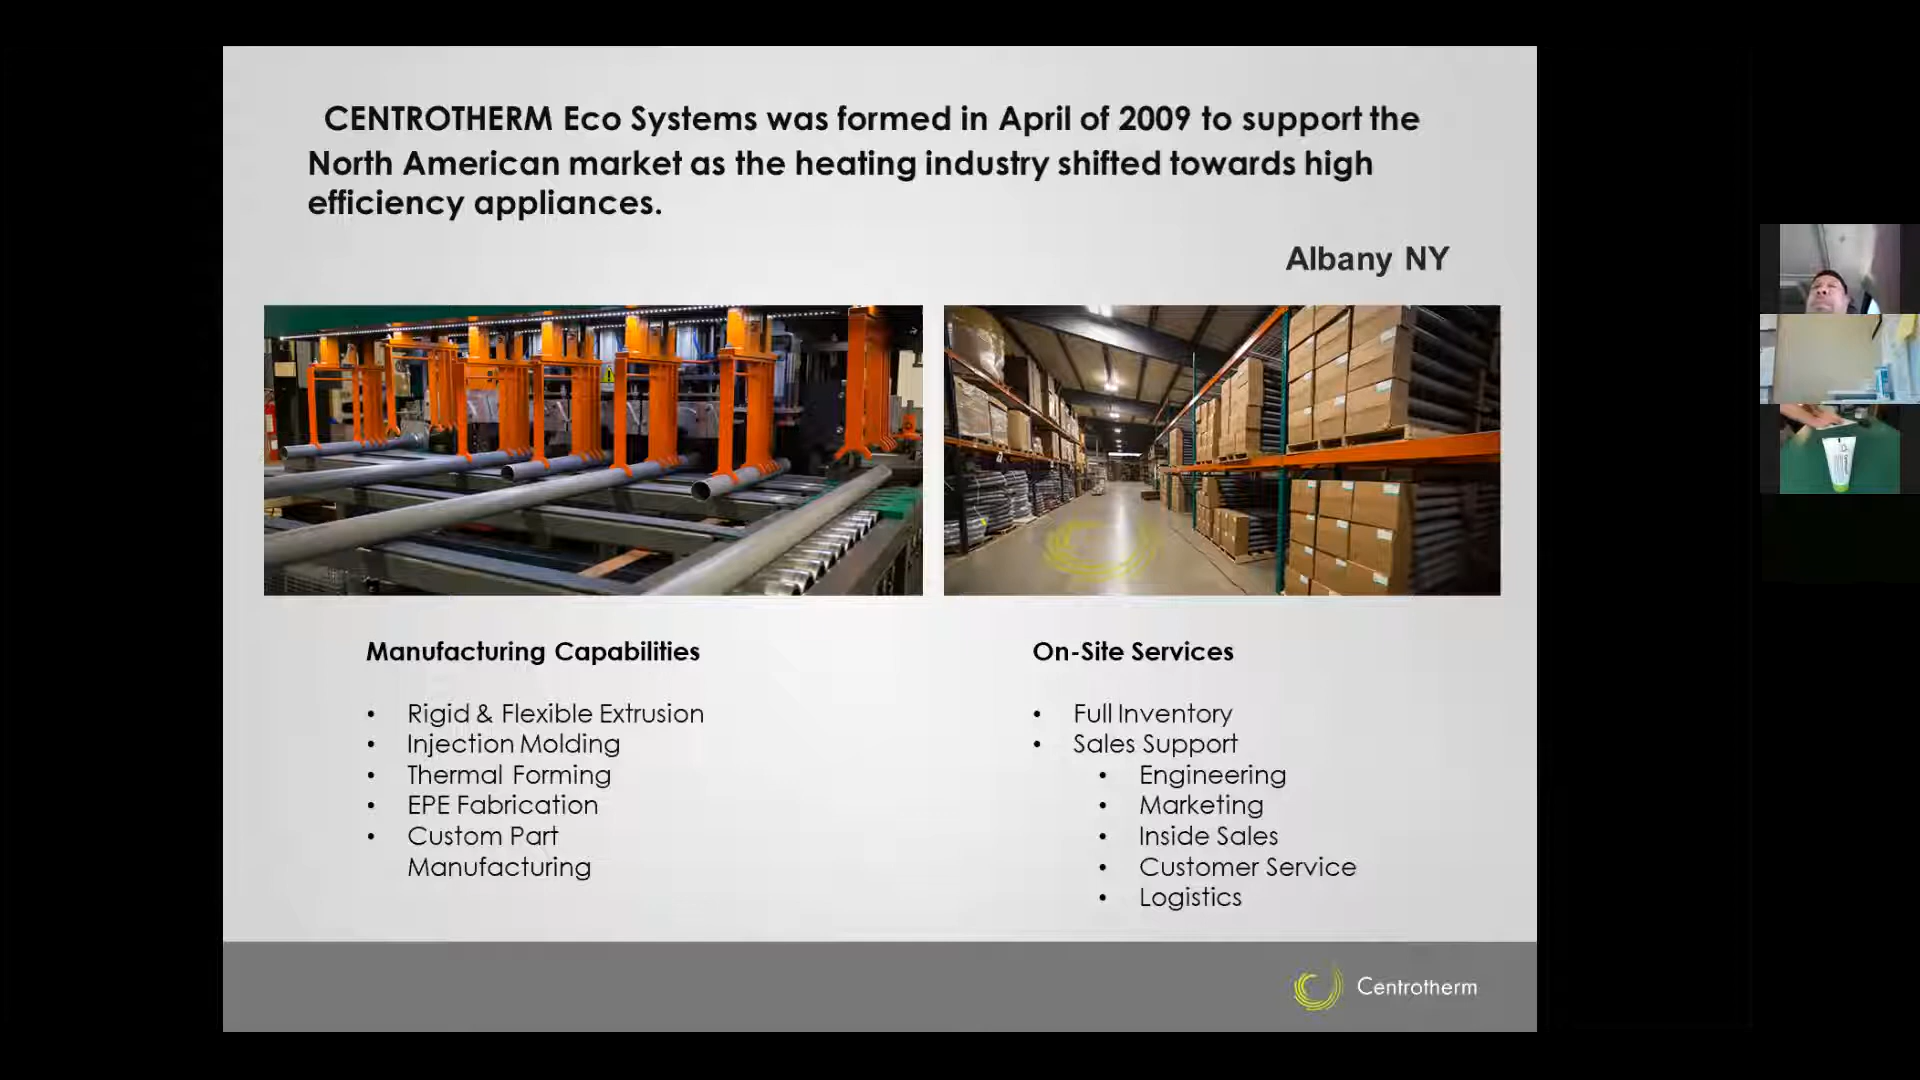 CENTROTHERM Eco Systems was formed in April of 2009 to support the
North American market as the heating industry shifted towards high
efficiency appliances.
Albany NY
Manufacturing Capabilities
• Rigid & Flexible Extrusion
• Injection Molding
• Thermal Forming
• EPE Fabrication
• Custom Part
Manufacturing
On-Site Services
• Full Inventory
• Sales Support
• Engineering
• Marketing
• Inside Sales
• Customer Service
• Logistics
Centrotherm